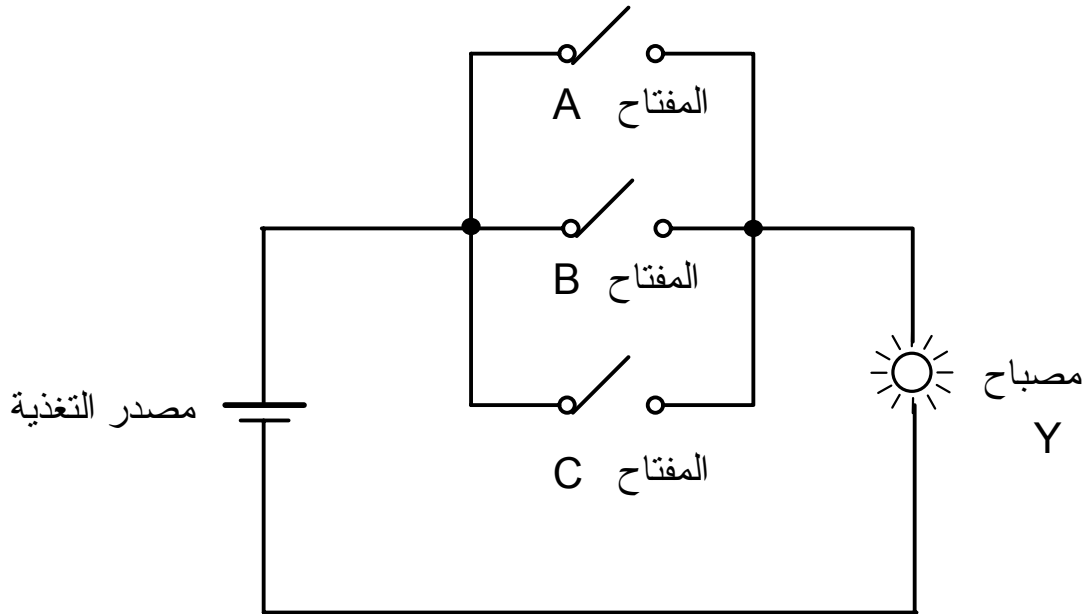 المفتاح A
المفتاح B
المفتاح C
مصدر التغذية
مصباح
Y